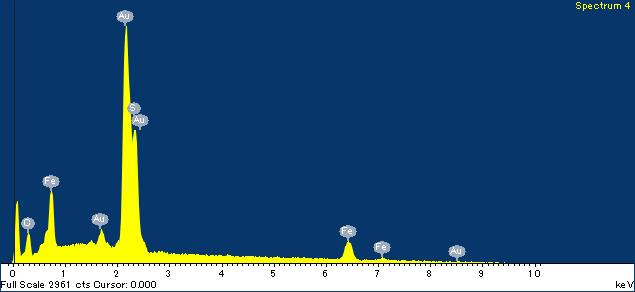 Spectrum 4
Au
S
Au
Fe
Au
Fe
Fe
Au
0 1 2 3 4 5 6 7 8 9 10
Full Scale 2961 cts Cursor: 0.000 keV